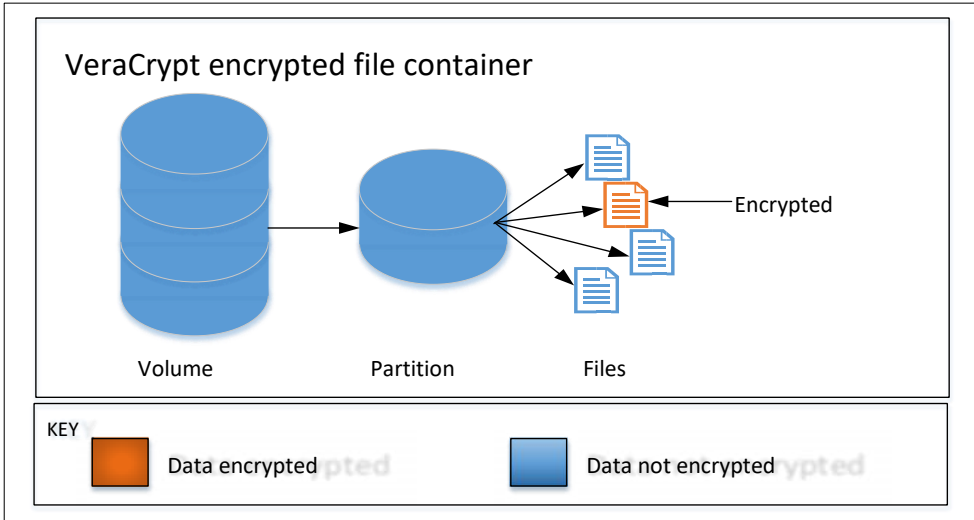 VeraCrypt encrypted file container
Encrypted
Volume
Partition
Files
KEY
Data encrypted
Data not encrypted